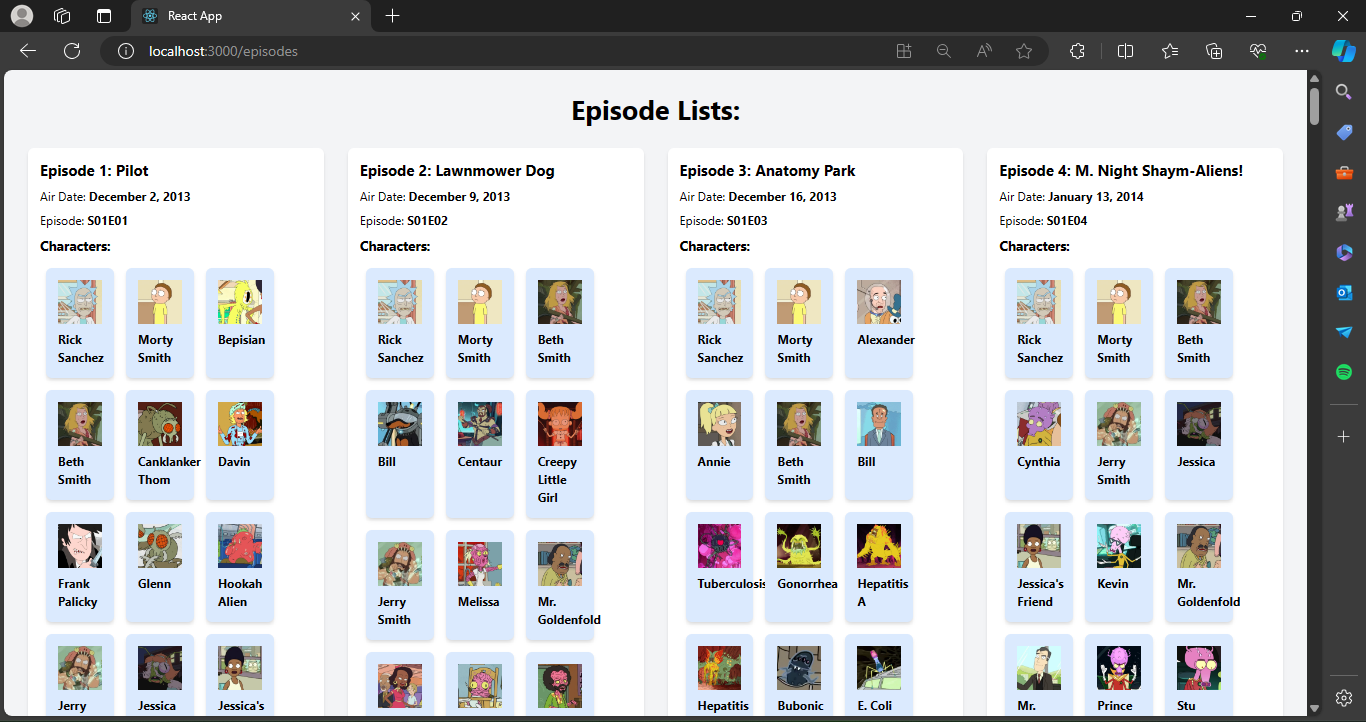 React App
localhost:3000/episodes
Episode Lists:
Episode 1: Pilot
Air Date: December 2, 2013
Episode: S01E01
Characters:
Rick
Sanchez
Morty
Smith
Bepisian
Beth
Smith
Canklanker
Thom
Davin
Frank
Palicky
Glenn
Hookah
Alien
Jerry
Jessica
Jessica's
Episode 2: Lawnmower Dog
Air Date: December 9, 2013
Episode: S01E02
Characters:
Rick
Sanchez
Morty
Smith
Beth
Smith
Bill
Centaur
Creepy
Little
Girl
Jerry
Smith
Melissa
Mr.
Goldenfold
Episode 3: Anatomy Park
Air Date: December 16, 2013
Episode: S01E03
Characters:
Rick
Sanchez
Morty
Smith
Alexander
Annie
Beth
Smith
Bill
Tuberculosis
Gonorrhea
Hepatitis
A
Hepatitis
Bubonic
E. Coli
Episode 4: M. Night Shaym-Aliens!
Air Date: January 13, 2014
Episode: S01E04
Characters:
Rick
Sanchez
Morty
Smith
Beth
Smith
Cynthia
Jerry
Smith
Jessica
Jessica's
Friend
Kevin
Mr.
Goldenfold
Mr.
Prince
Stu